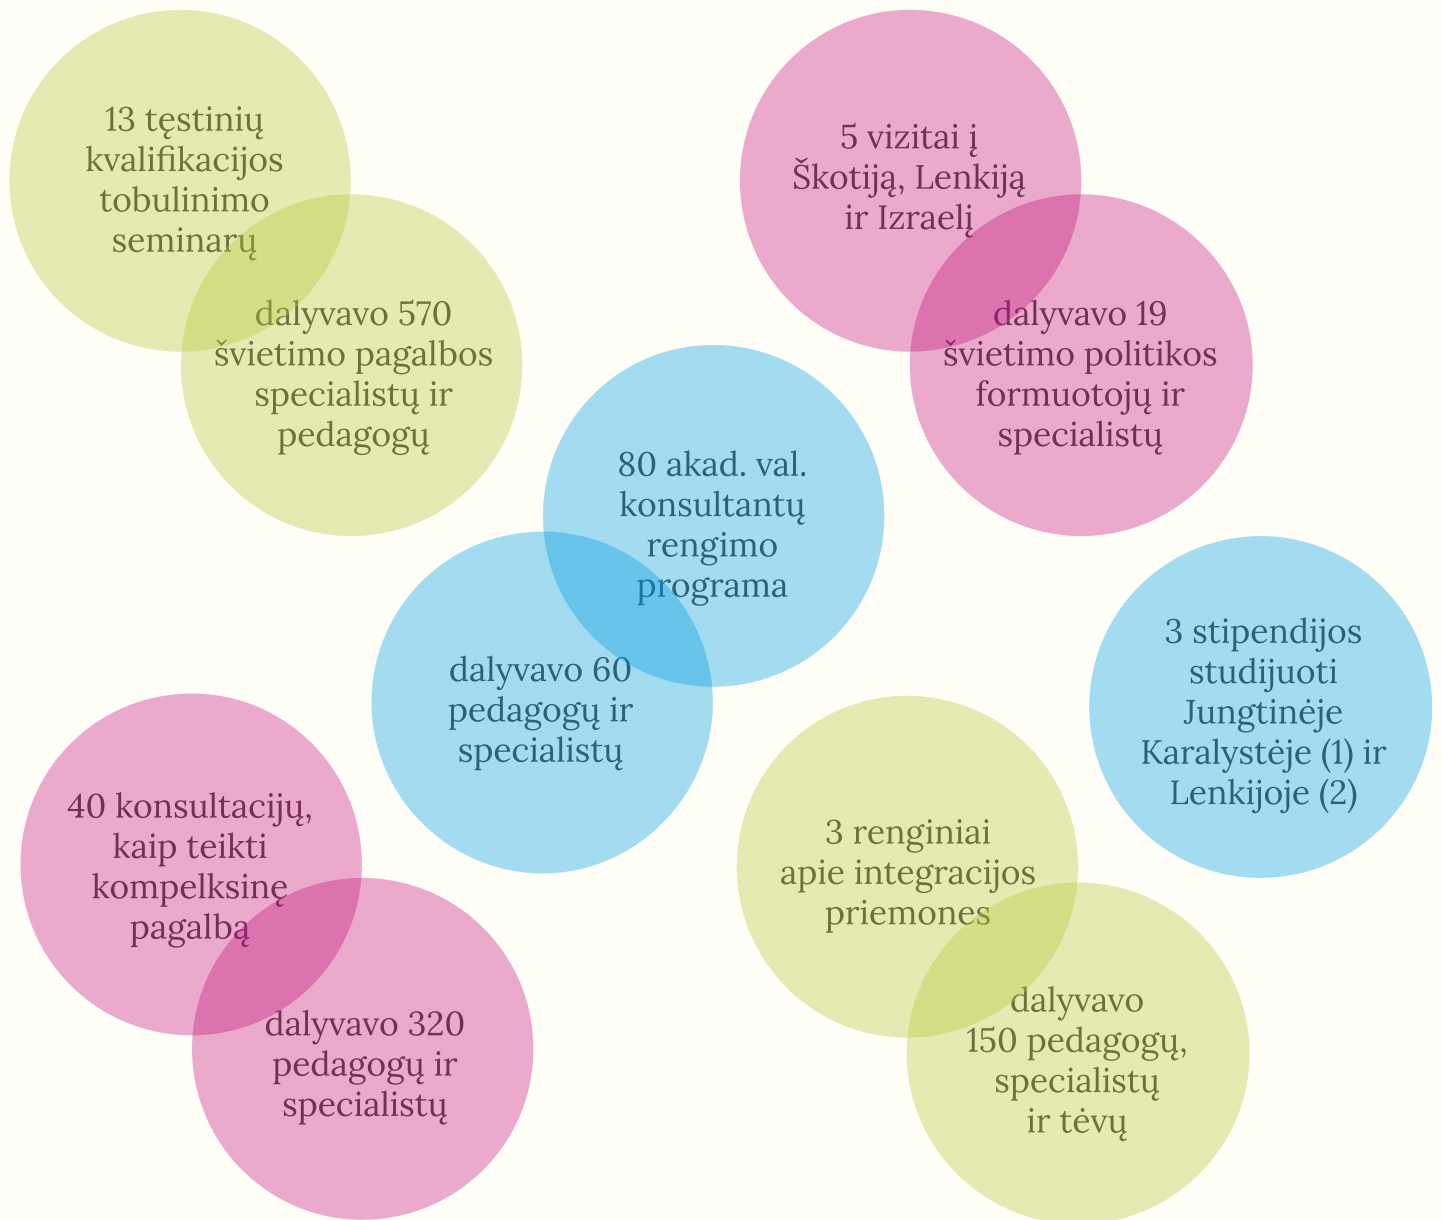 13 tęstinių
kvalifikacijos
tobulinimo
seminarų
dalyvavo 570
švietimo pagalbos
specialistų ir
pedagogų
5 vizitai į
Škotiją, Lenkiją
ir Izraelį
dalyvavo 19
švietimo politikos
formuotojų ir
specialistų
80 akad. val.
konsultantų
rengimo
programa
dalyvavo 60
pedagogų ir
specialistų
3 stipendijos
studijuoti
Jungtinėje
Karalystėje (1) ir
Lenkijoje (2)
40 konsultacijų,
kaip teikti
kompelksinę
pagalbą
dalyvavo 320
pedagogų ir
specialistų
3 renginiai
apie integracijos
priemones
dalyvavo
150 pedagogų,
specialistų
ir tėvų